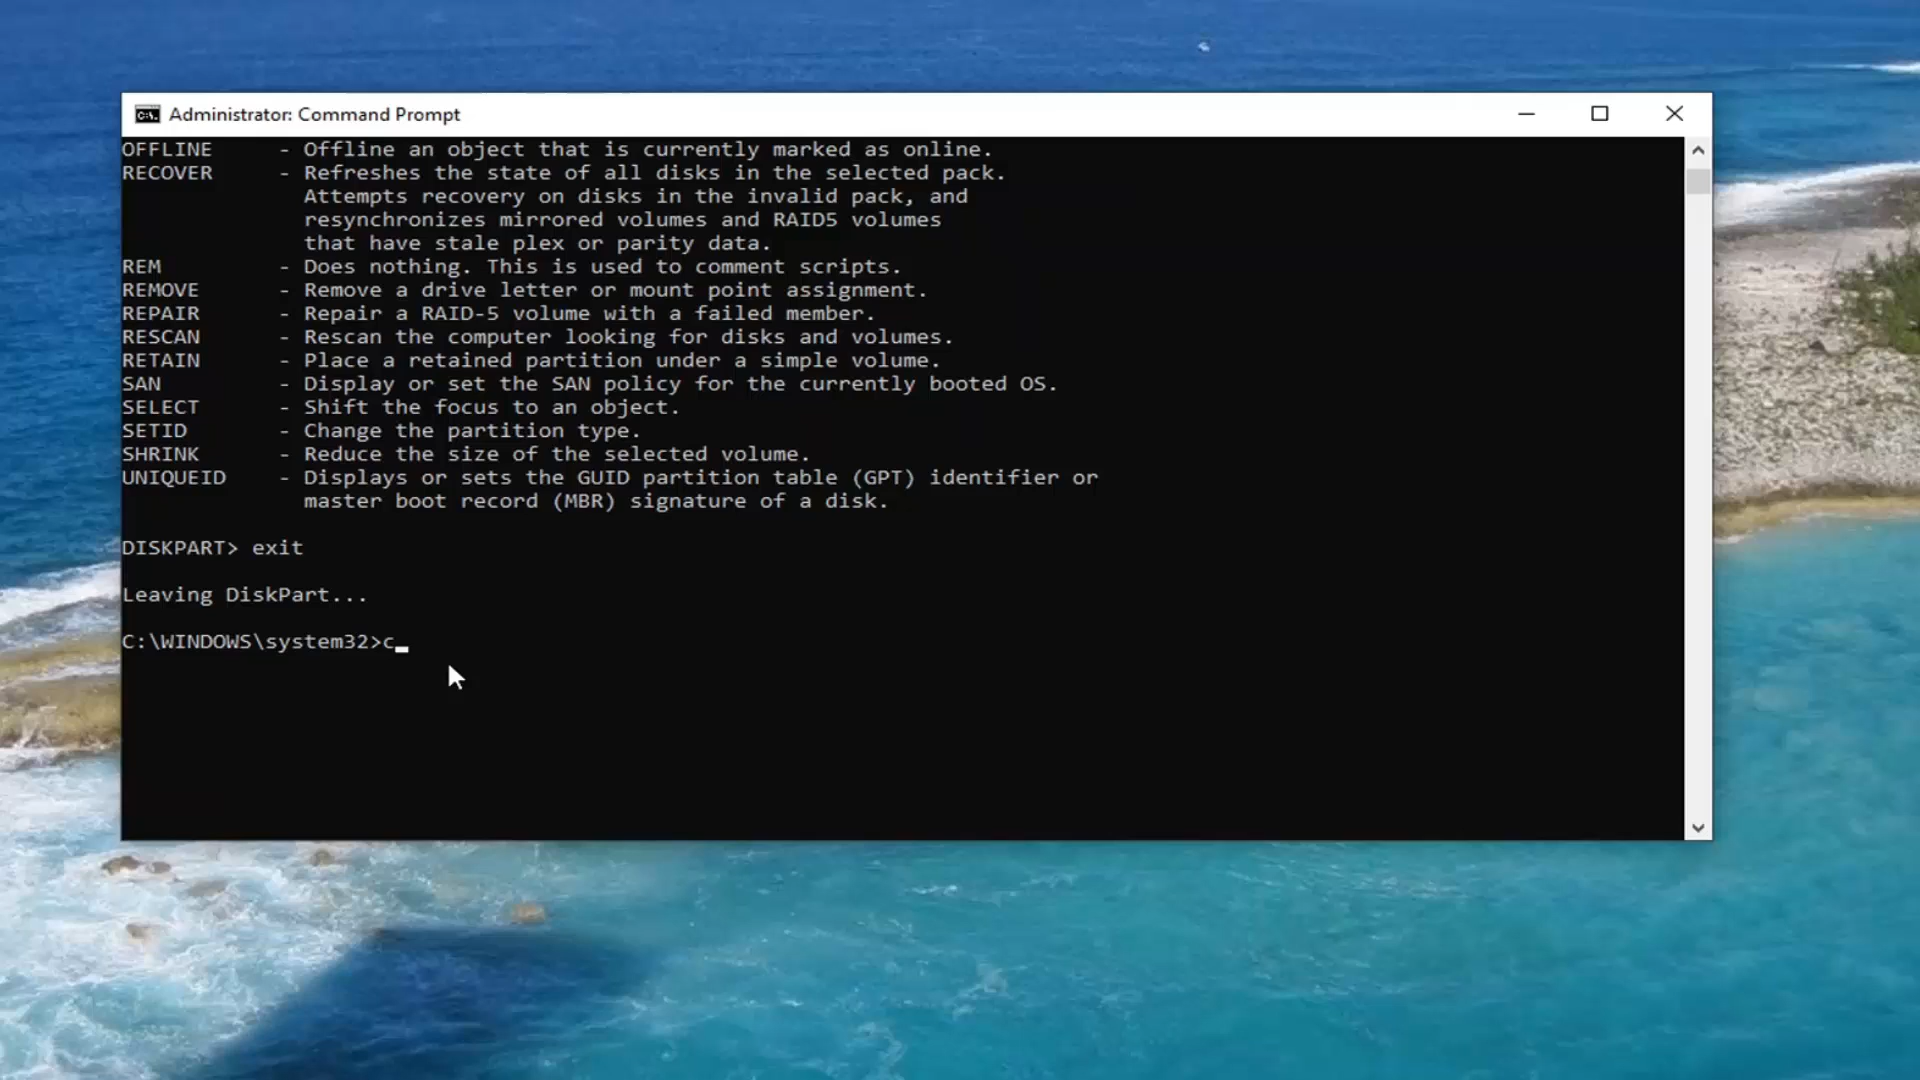 Administrator: Command Prompt
OFFLINE - Offline an object that is currently marked as online.
RECOVER - Refreshes the state of all disks in the selected pack.
Attempts recovery on disks in the invalid pack, and
resynchronizes mirrored volumes and RAID5 volumes
that have stale plex or parity data.
REM - Does nothing. This is used to comment scripts.
REMOVE - Remove a drive letter or mount point assignment.
REPAIR - Repair a RAID-5 volume with a failed member.
RESCAN - Rescan the computer looking for disks and volumes.
RETAIN - Place a retained partition under a simple volume.
SAN - Display or set the SAN policy for the currently booted OS.
SELECT - Shift the focus to an object.
SETID - Change the partition type.
SHRINK - Reduce the size of the selected volume.
UNIQUEID - Displays or sets the GUID partition table (GPT) identifier or
master boot record (MBR) signature of a disk.
DISKPART> exit
Leaving DiskPart...
C:\WINDOWS\system32>c